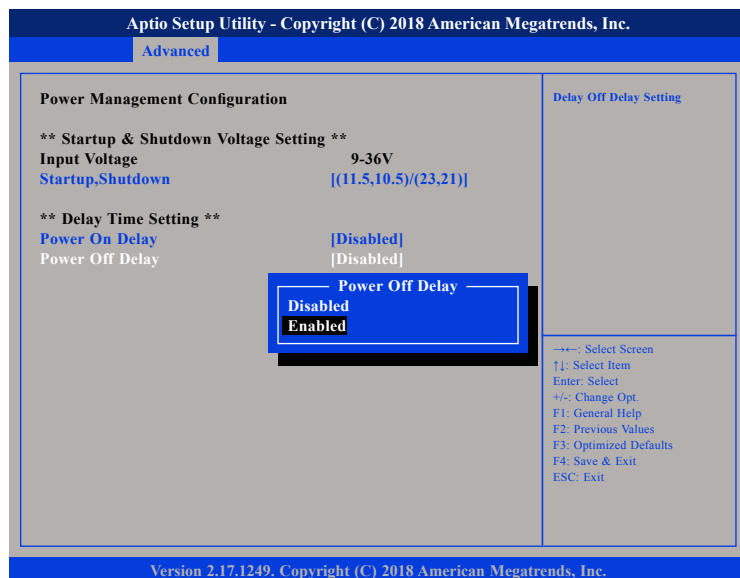 Aptio Setup Utility - Copyright (C) 2018 American Megatrends, Inc.
Advanced
Power Management Configuration
** Startup & Shutdown Voltage Setting **
Input Voltage 9-36V
Startup,Shutdown [(11.5,10.5)/(23,21)]
** Delay Time Setting **
Power On Delay [Disabled]
Power Off Delay [Disabled]
Power Off Delay
Disabled
Enabled
Delay Off Delay Setting
→←: Select Screen
↑↓: Select Item
Enter: Select
+/-: Change Opt.
F1: General Help
F2: Previous Values
F3: Optimized Defaults
F4: Save & Exit
ESC: Exit
Version 2.17.1249. Copyright (C) 2018 American Megatrends, Inc.